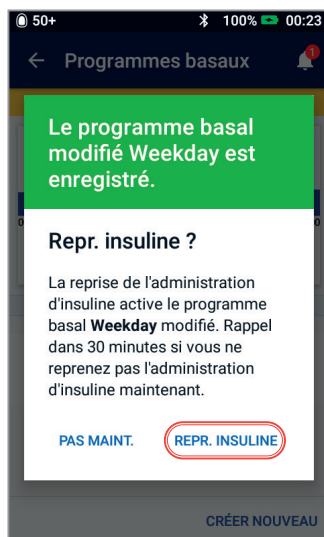 50+ 100% 00:23
Programmes basaux 1
Le programme basal
modifié Weekday est
enregistré.
Repr. insuline ?
La reprise de l'administration
d'insuline active le programme
basal Weekday modifié. Rappel
dans 30 minutes si vous ne
reprenez pas l'administration
d'insuline maintenant.
PAS MAINT. REPR. INSULINE
CRÉER NOUVEAU